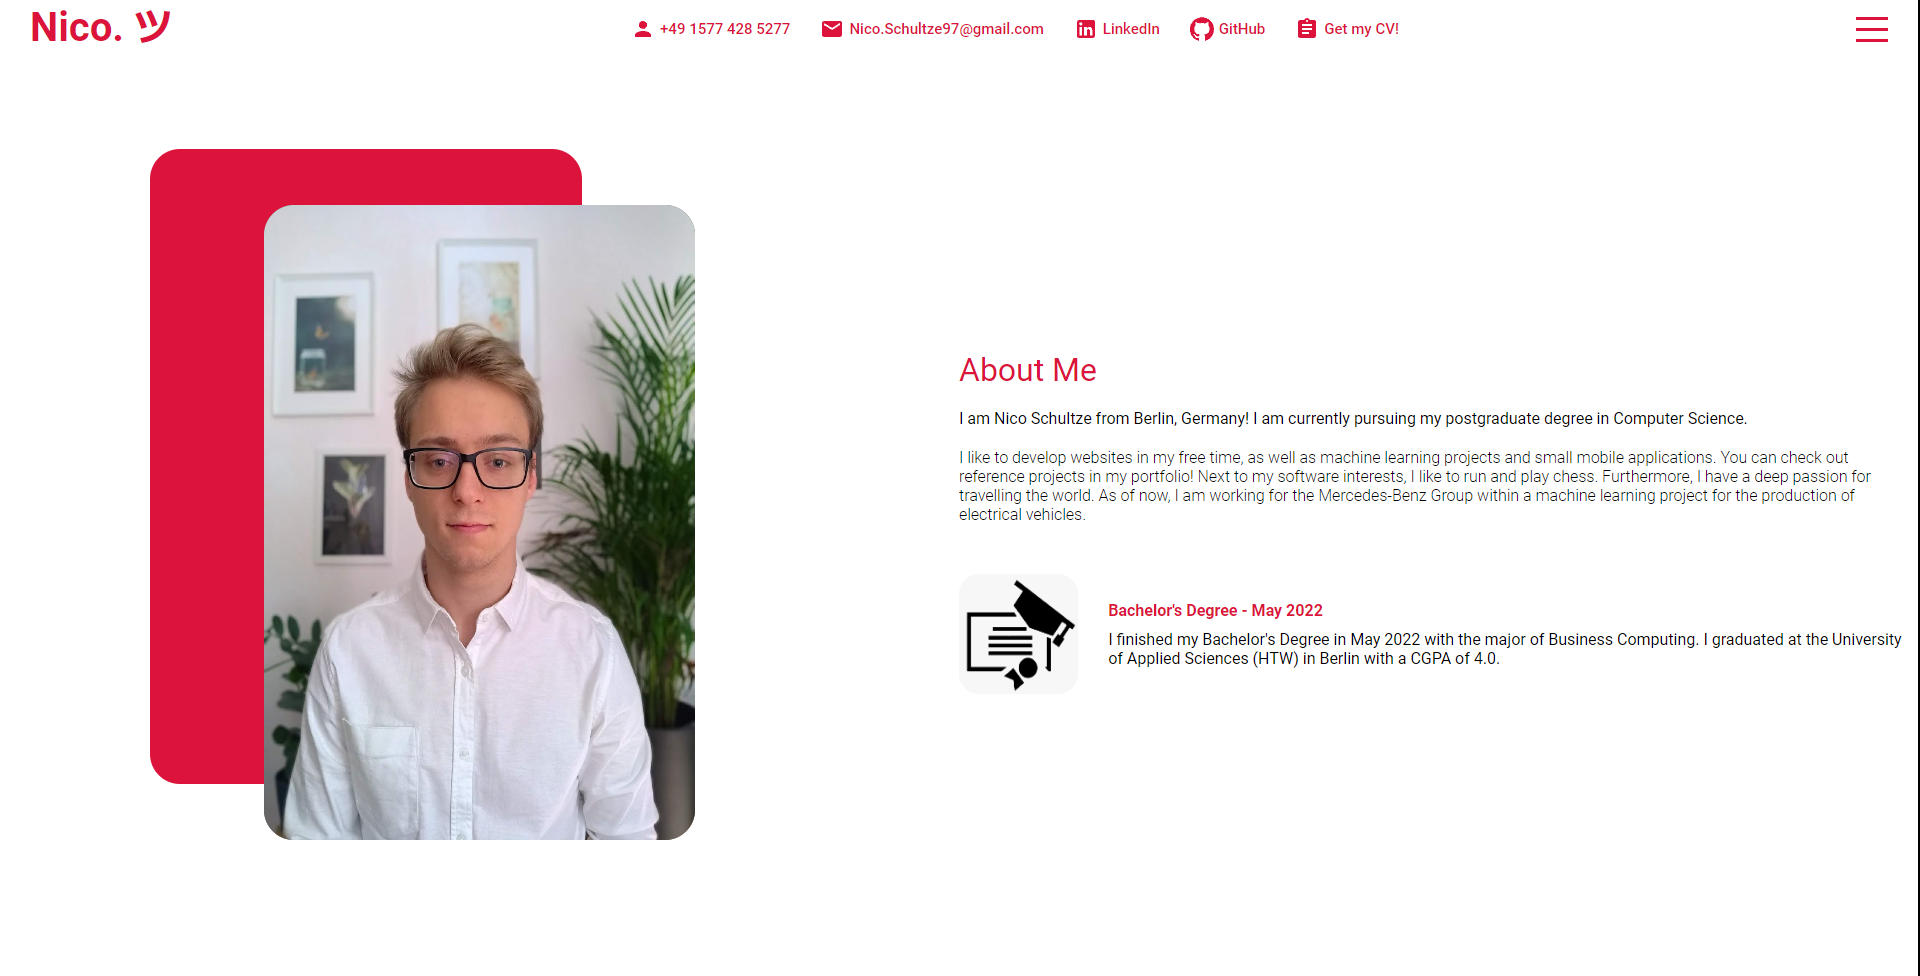 Nico. ツ
+49 1577 428 5277
Nico.Schultze97@gmail.com
LinkedIn
GitHub
Get my CV!
About Me
I am Nico Schultze from Berlin, Germany! I am currently pursuing my postgraduate degree in Computer Science.
I like to develop websites in my free time, as well as machine learning projects and small mobile applications. You can check out
reference projects in my portfolio! Next to my software interests, I like to run and play chess. Furthermore, I have a deep passion for
travelling the world. As of now, I am working for the Mercedes-Benz Group within a machine learning project for the production of
electrical vehicles.
Bachelor's Degree - May 2022
I finished my Bachelor's Degree in May 2022 with the major of Business Computing. I graduated at the University
of Applied Sciences (HTW) in Berlin with a CGPA of 4.0.